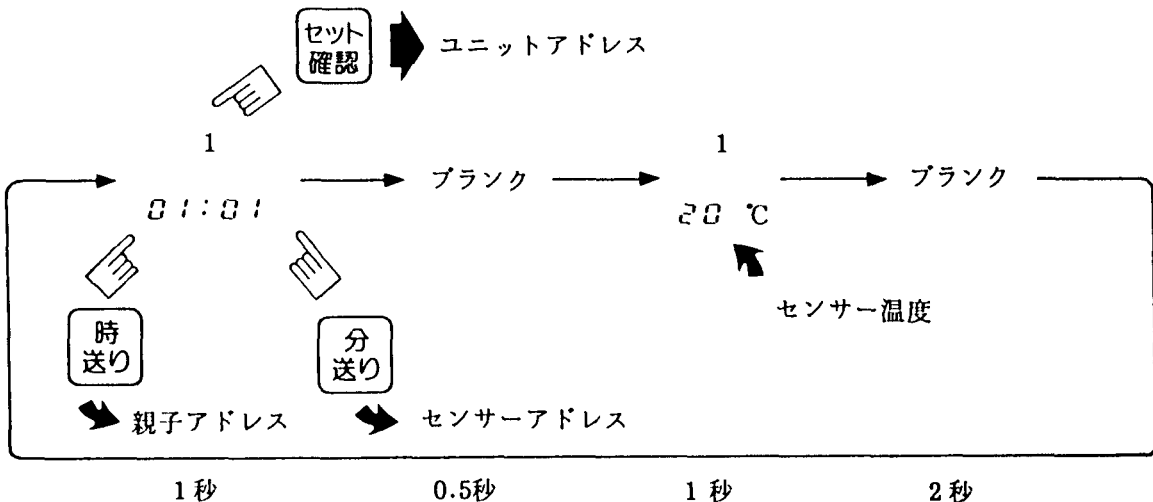 セット
確認
ユニットアドレス
1
1
ブランク
ブランク
01:01
20 ℃
センサー温度
時
送り
分
送り
親子アドレス
センサーアドレス
1秒
0.5秒
1秒
2秒